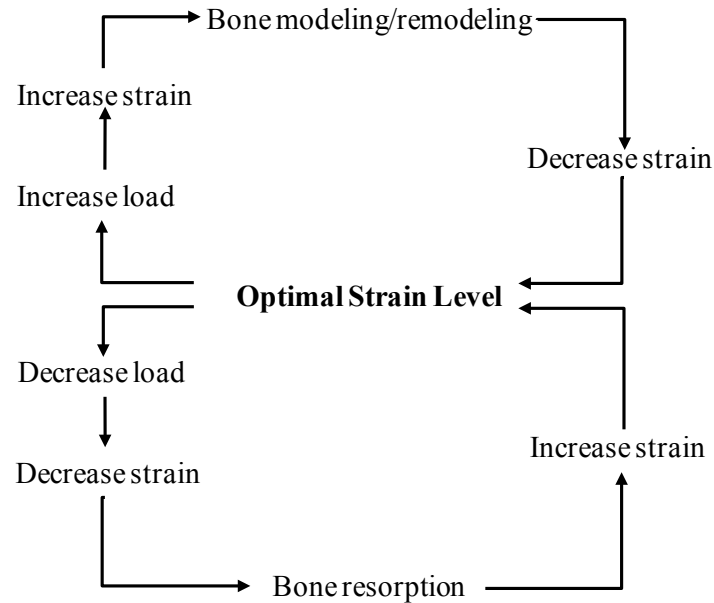 Bone modeling/remodeling
Increase strain
Decrease strain
Increase load
Optimal Strain Level
Decrease load
Increase strain
Decrease strain
Bone resorption